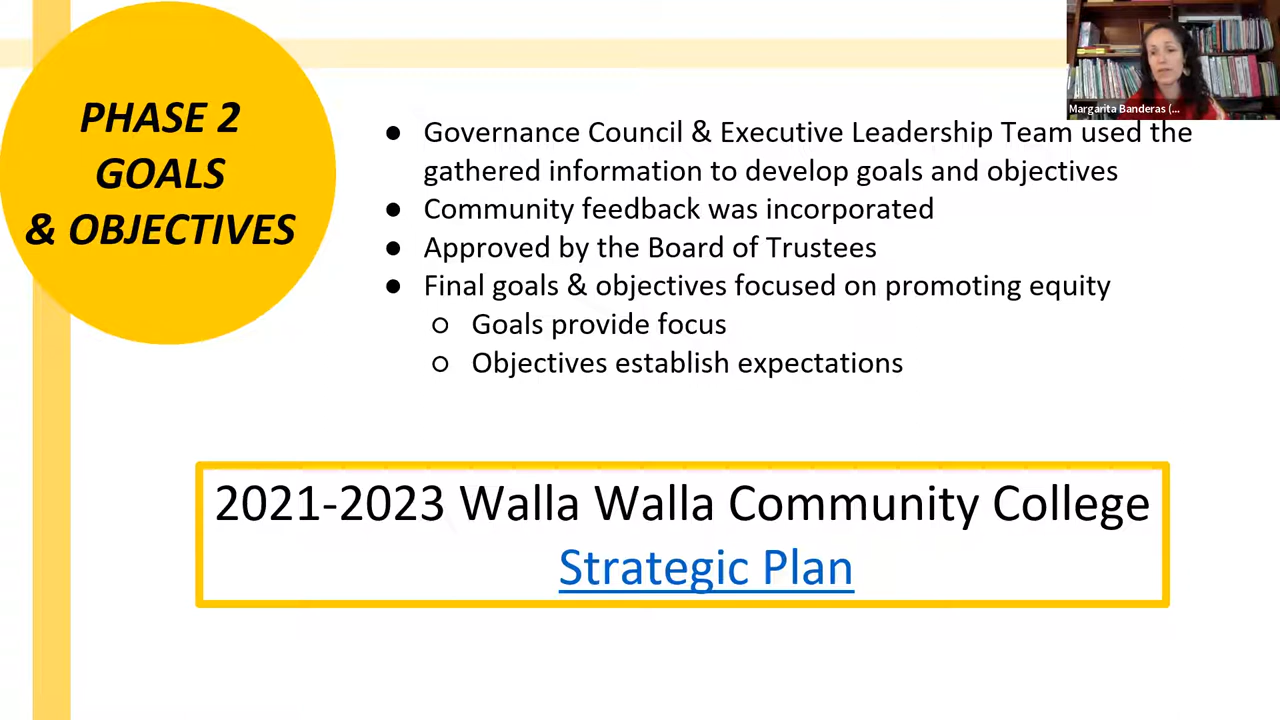 PHASE 2
GOALS
& OBJECTIVES
● Governance Council & Executive Leadership Team used the
gathered information to develop goals and objectives
● Community feedback was incorporated
● Approved by the Board of Trustees
● Final goals & objectives focused on promoting equity
○ Goals provide focus
○ Objectives establish expectations
2021-2023 Walla Walla Community College
Strategic Plan
Margarita Banderas (...